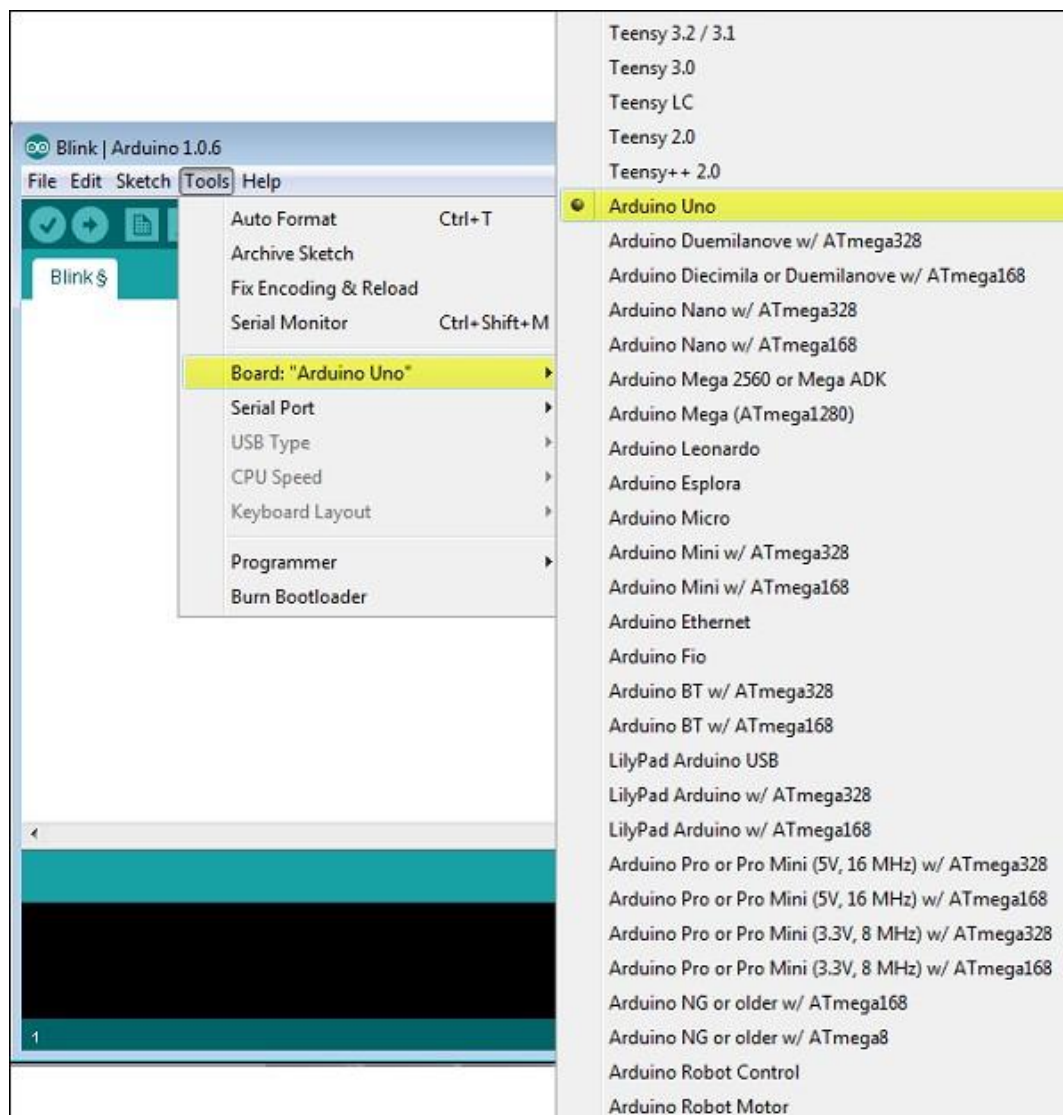 Blink | Arduino 1.0.6
File Edit Sketch Tools Help
Blink §
Auto Format Ctrl+T
Archive Sketch
Fix Encoding & Reload
Serial Monitor Ctrl+Shift+M
Board: "Arduino Uno"
Serial Port
USB Type
CPU Speed
Keyboard Layout
Programmer
Burn Bootloader
1
Teensy 3.2 / 3.1
Teensy 3.0
Teensy LC
Teensy 2.0
Teensy++ 2.0
Arduino Uno
Arduino Duemilanove w/ ATmega328
Arduino Diecimila or Duemilanove w/ ATmega168
Arduino Nano w/ ATmega328
Arduino Nano w/ ATmega168
Arduino Mega 2560 or Mega ADK
Arduino Mega (ATmega1280)
Arduino Leonardo
Arduino Esplora
Arduino Micro
Arduino Mini w/ ATmega328
Arduino Mini w/ ATmega168
Arduino Ethernet
Arduino Fio
Arduino BT w/ ATmega328
Arduino BT w/ ATmega168
LilyPad Arduino USB
LilyPad Arduino w/ ATmega328
LilyPad Arduino w/ ATmega168
Arduino Pro or Pro Mini (5V, 16 MHz) w/ ATmega328
Arduino Pro or Pro Mini (5V, 16 MHz) w/ ATmega168
Arduino Pro or Pro Mini (3.3V, 8 MHz) w/ ATmega328
Arduino Pro or Pro Mini (3.3V, 8 MHz) w/ ATmega168
Arduino NG or older w/ ATmega168
Arduino NG or older w/ ATmega8
Arduino Robot Control
Arduino Robot Motor